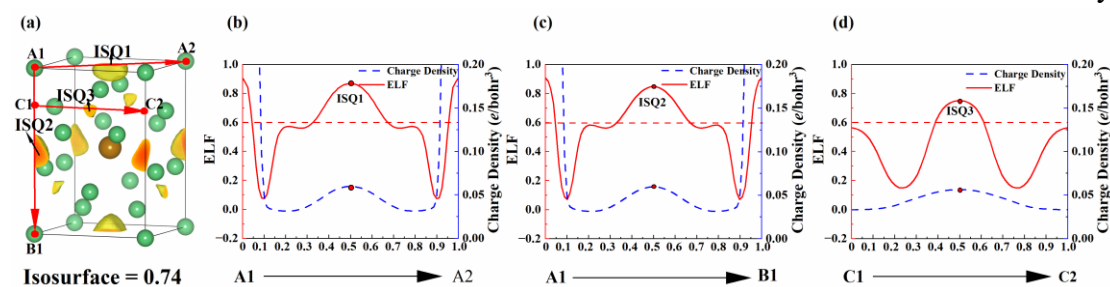 y
(a)
A1
ISQ1
A2
C1
ISQ3
C2
ISQ2
B1
Isosurface = 0.74
(b)
Charge Density
ELF
ISQ1
1.0
0.8
0.6
0.4
0.2
0.0
−0.2
ELF
0.20
0.15
0.10
0.05
0.00
Charge Density (e/bohr³)
0 0.1 0.2 0.3 0.4 0.5 0.6 0.7 0.8 0.9 1.0
A1 A2
(c)
Charge Density
ELF
ISQ2
1.0
0.8
0.6
0.4
0.2
0.0
−0.2
ELF
0.20
0.15
0.10
0.05
0.00
Charge Density (e/bohr³)
0 0.1 0.2 0.3 0.4 0.5 0.6 0.7 0.8 0.9 1.0
A1 B1
(d)
Charge Density
ELF
ISQ3
1.0
0.8
0.6
0.4
0.2
0.0
−0.2
ELF
0.20
0.15
0.10
0.05
0.00
Charge Density (e/bohr³)
0 0.1 0.2 0.3 0.4 0.5 0.6 0.7 0.8 0.9 1.0
C1 C2